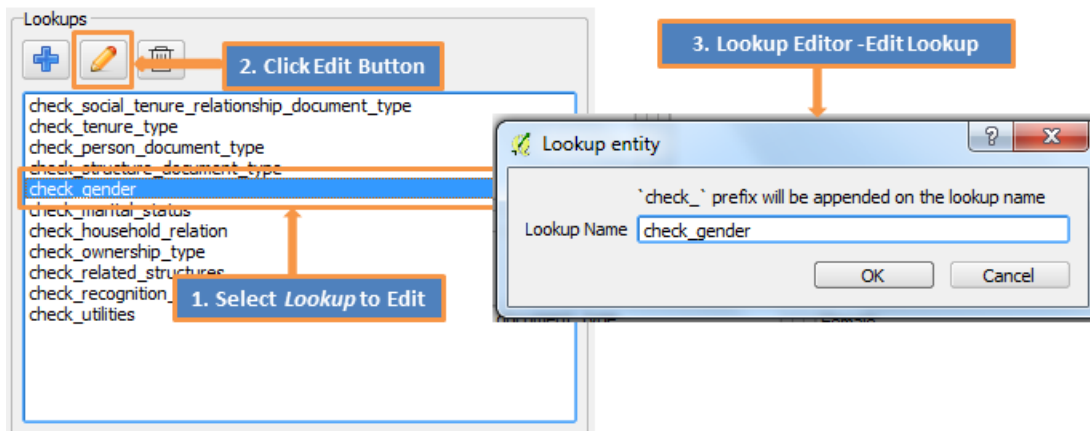 Lookups
2. Click Edit Button
check_social_tenure_relationship_document_type
check_tenure_type
check_person_document_type
check_structure_document_type
check_gender
check_marital_status
check_household_relation
check_ownership_type
check_related_structures
check_recognition_
check_utilities
1. Select Lookup to Edit
3. Lookup Editor -Edit Lookup
Lookup entity
`check_` prefix will be appended on the lookup name
Lookup Name check_gender
OK Cancel